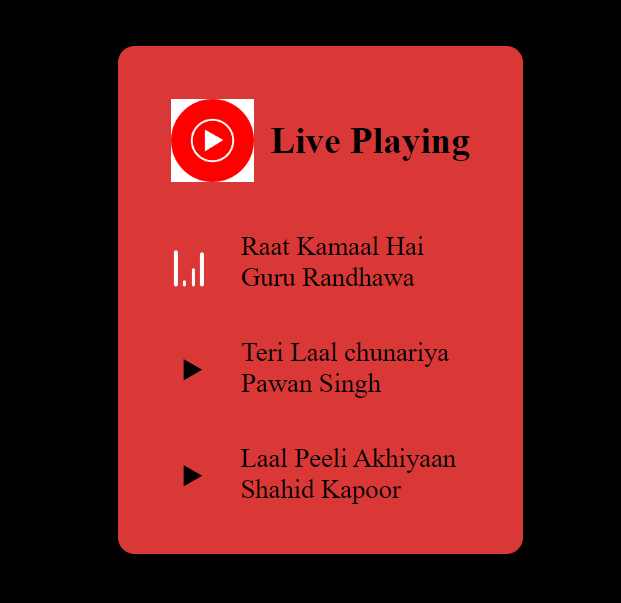 Live Playing
Raat Kamaal Hai
Guru Randhawa
Teri Laal chunariya
Pawan Singh
Laal Peeli Akhiyaan
Shahid Kapoor